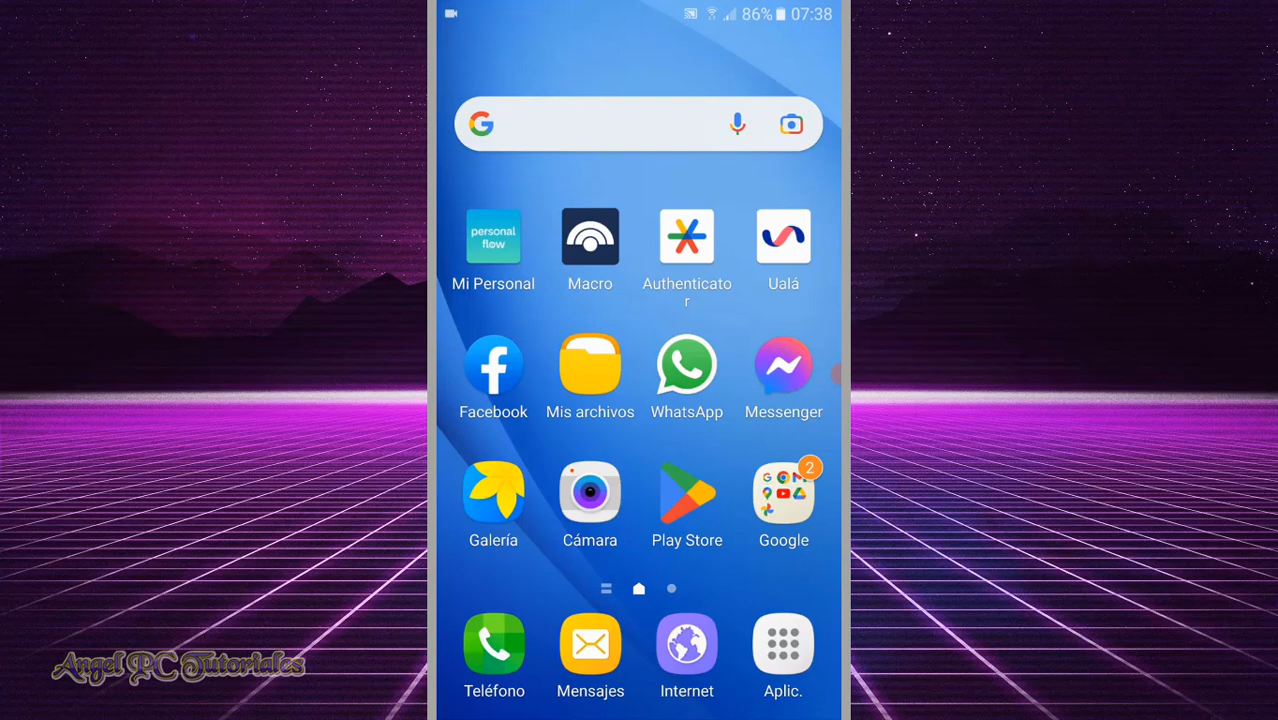 86% 07:38
personal
flow
Mi Personal
Macro
Authenticato
r
Ualá
Facebook
Mis archivos
WhatsApp
Messenger
2
Galería
Cámara
Play Store
Google
Teléfono
Mensajes
Internet
Aplic.
Angel PC Tutoriales